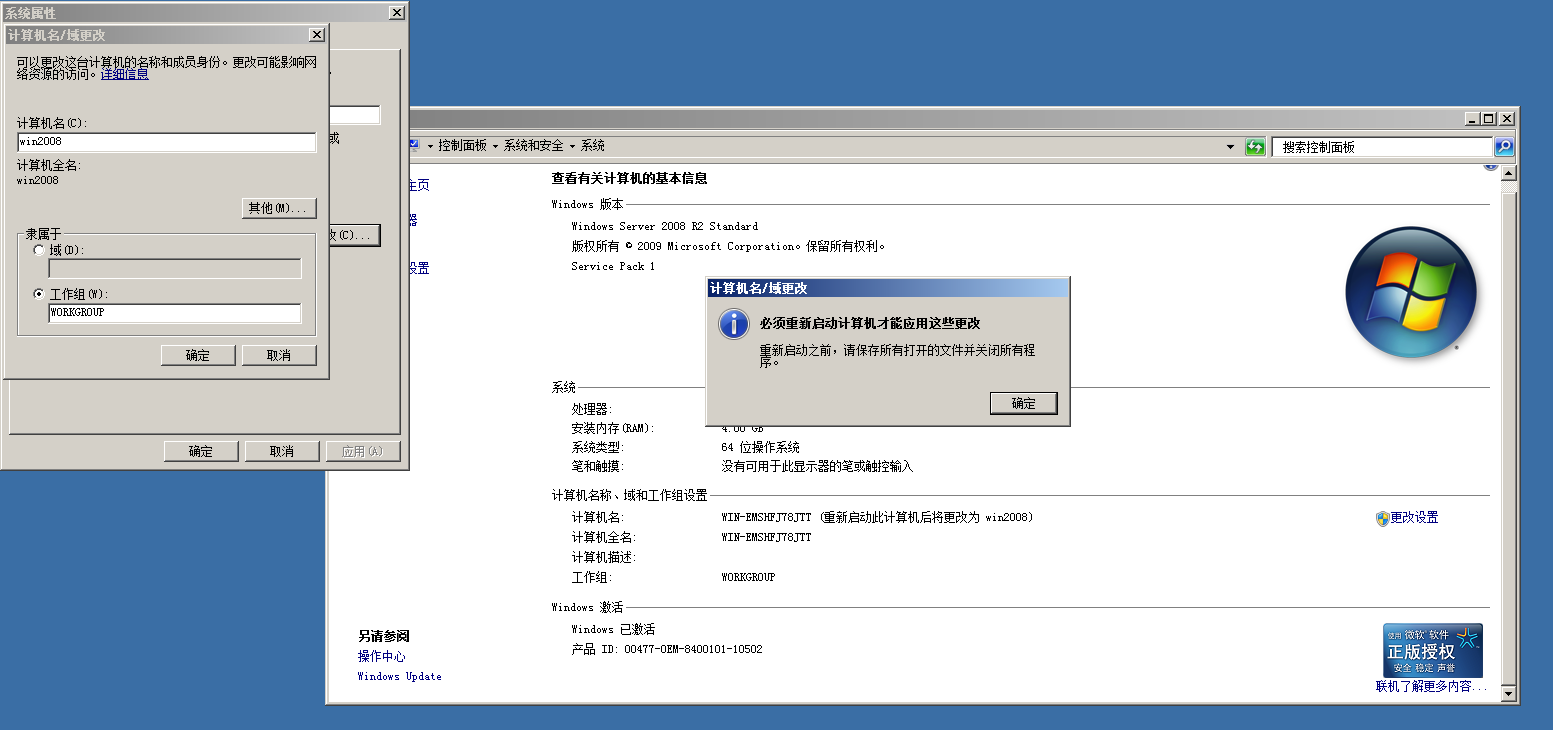 系统属性
计算机名/域更改
可以更改这台计算机的名称和成员身份。更改可能影响网
络资源的访问。详细信息
计算机名(C):
win2008
计算机全名:
win2008
其他(M)...
隶属于
域(D):
工作组(W):
WORKGROUP
确定 取消
或
改(C)...
确定 取消 应用(A)
控制面板 系统和安全 系统
搜索控制面板
主页
器
设置
查看有关计算机的基本信息
Windows 版本
Windows Server 2008 R2 Standard
版权所有 © 2009 Microsoft Corporation。保留所有权利。
Service Pack 1
计算机名/域更改
必须重新启动计算机才能应用这些更改
重新启动之前，请保存所有打开的文件并关闭所有程
序。
确定
系统
处理器:
安装内存(RAM): 4.00 GB
系统类型: 64 位操作系统
笔和触摸: 没有可用于此显示器的笔或触控输入
计算机名称、域和工作组设置
计算机名: WIN-EMSHFJ78JTT (重新启动此计算机后将更改为 win2008)
更改设置
计算机全名: WIN-EMSHFJ78JTT
计算机描述:
工作组: WORKGROUP
Windows 激活
Windows 已激活
产品 ID: 00477-OEM-8400101-10502
另请参阅
操作中心
Windows Update
使用 微软 软件
正版授权
安全 稳定 声誉
联机了解更多内容...